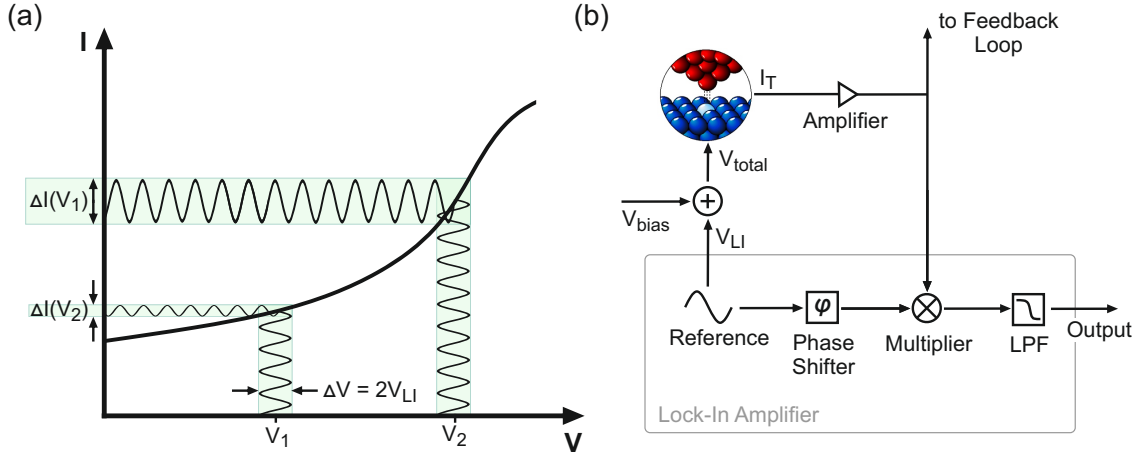 (a)
I
ΔI(V1)
ΔI(V2)
ΔV = 2VLI
V1
V2
V
(b)
to Feedback
Loop
IT
Amplifier
Vtotal
+
Vbias
VLI
φ
Reference
Phase
Shifter
Multiplier
LPF
Output
Lock-In Amplifier